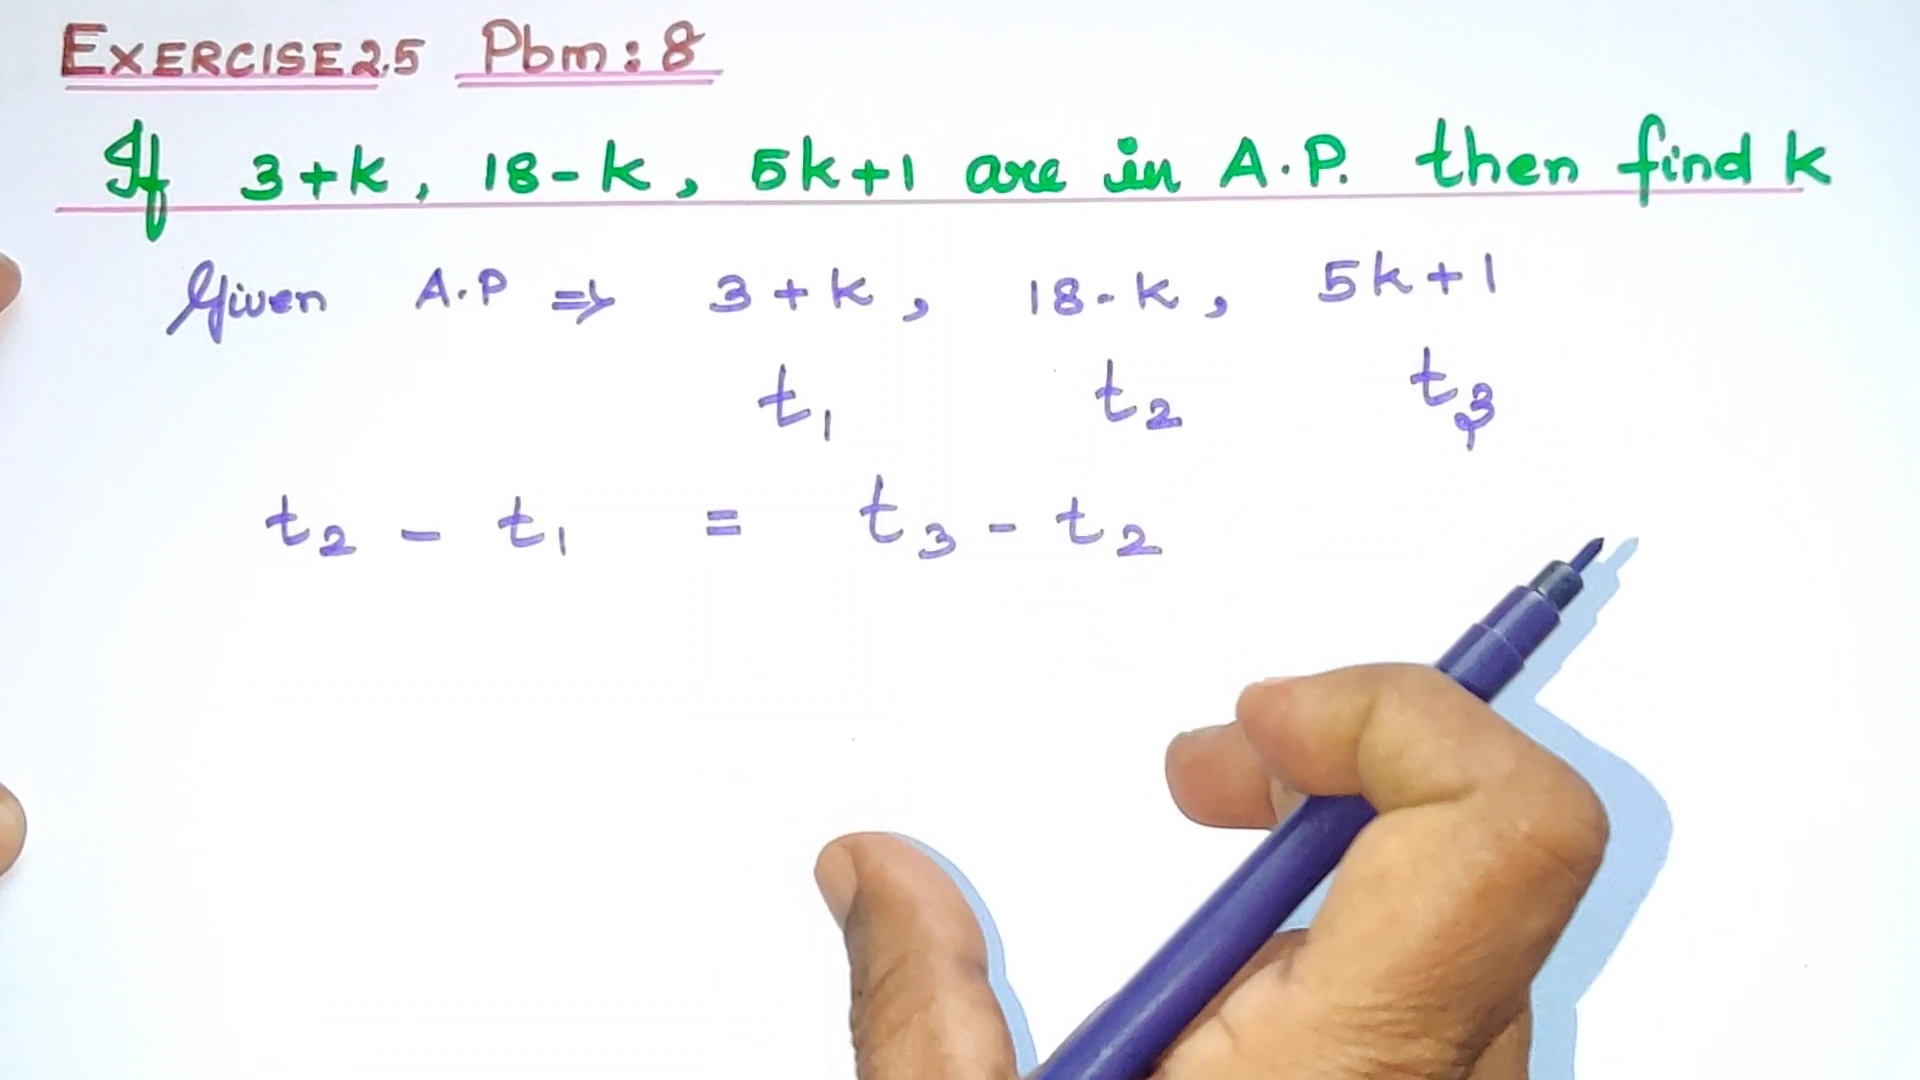 EXERCISE 2.5 Pbm: 8
If 3+k, 18-k, 5k+1 are in A.P. then find k
Given A.P ⇒ 3+k, 18-k, 5k+1
t₁ t₂ t₃
t₂ - t₁ = t₃ - t₂